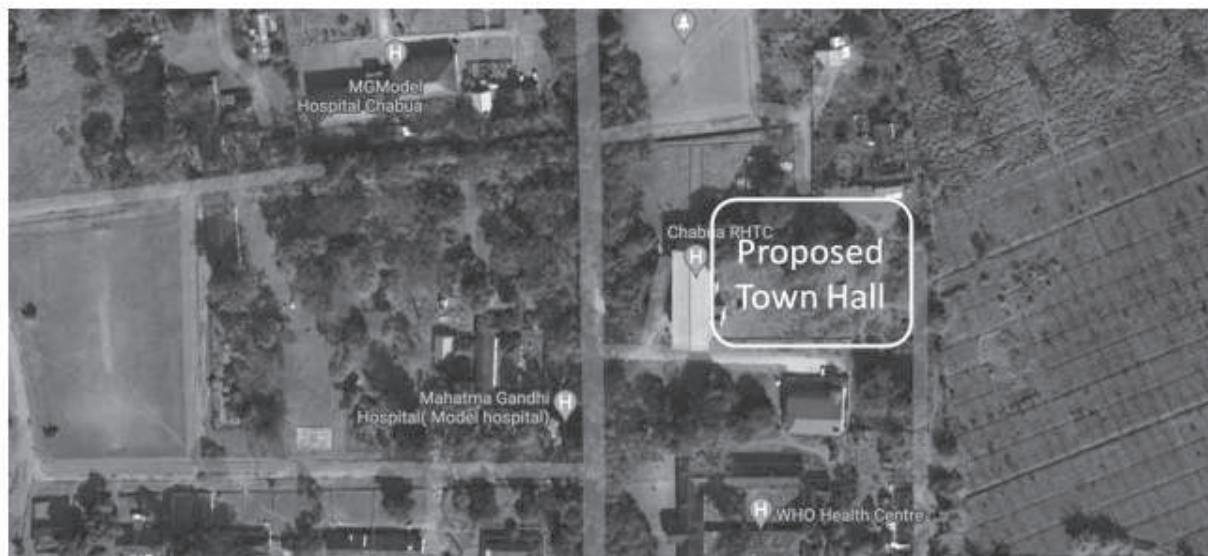 MGModel
Hospital Chabua
Chabua RHTC
Proposed
Town Hall
Mahatma Gandhi
Hospital( Model hospital)
WHO Health Centre